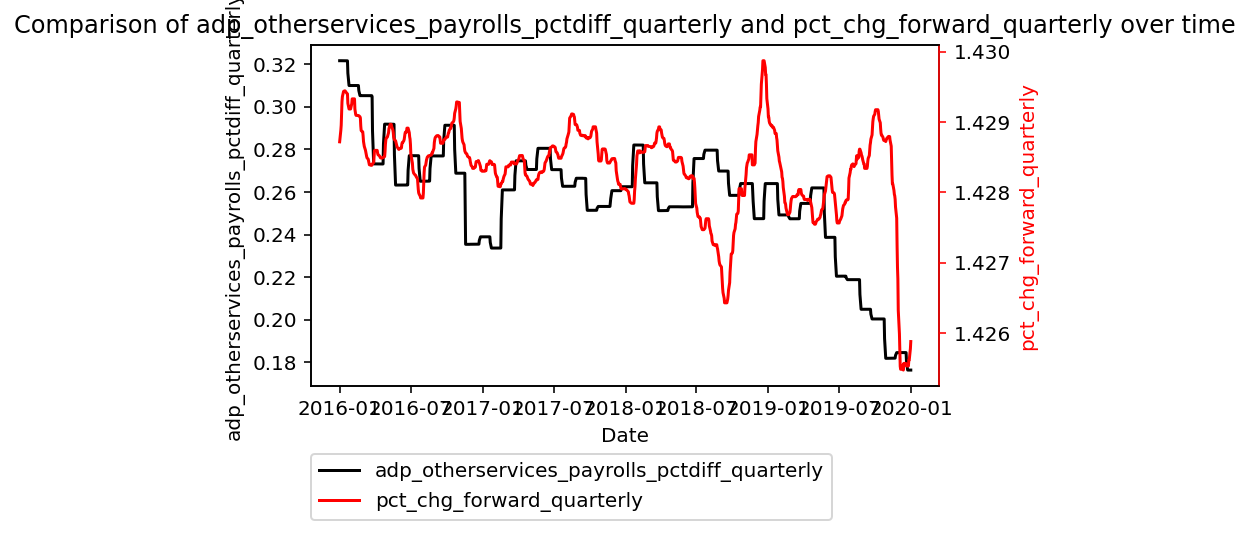 Comparison of adp_otherservices_payrolls_pctdiff_quarterly and pct_chg_forward_quarterly over time
adp_otherservices_payrolls_pctdiff_quarterly
0.32
0.30
0.28
0.26
0.24
0.22
0.20
0.18
1.430
1.429
1.428
1.427
1.426
pct_chg_forward_quarterly
2016-01 2016-07 2017-01 2017-07 2018-01 2018-07 2019-01 2019-07 2020-01
Date
adp_otherservices_payrolls_pctdiff_quarterly
pct_chg_forward_quarterly